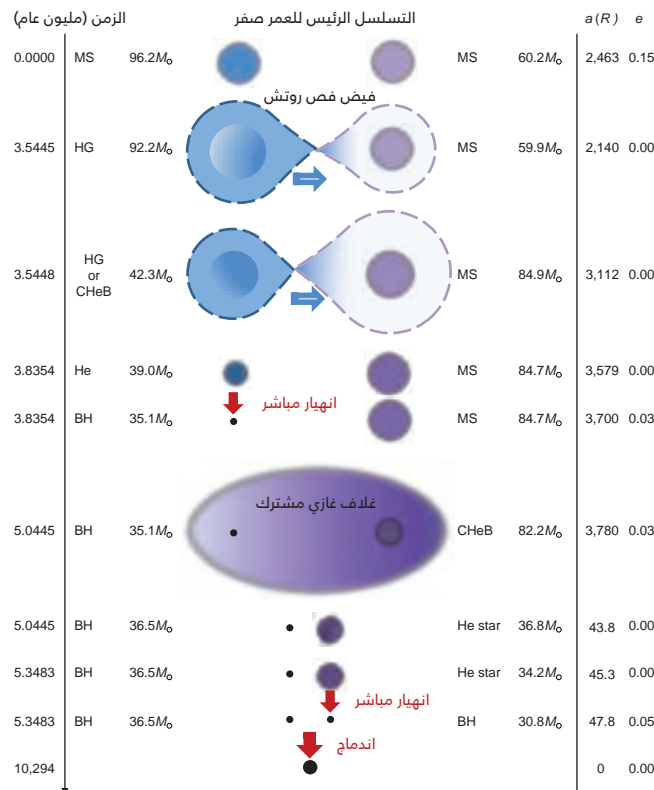 الزمن (مليون عام) التسلسل الرئيس للعمر صفر a (R) e
0.0000 MS 96.2M⊙ MS 60.2M⊙ 2,463 0.15
فيض فص روتش
3.5445 HG 92.2M⊙ MS 59.9M⊙ 2,140 0.00
3.5448 HG or CHeB 42.3M⊙ MS 84.9M⊙ 3,112 0.00
3.8354 He 39.0M⊙ MS 84.7M⊙ 3,579 0.00
انهيار مباشر
3.8354 BH 35.1M⊙ MS 84.7M⊙ 3,700 0.03
غلاف غازي مشترك
5.0445 BH 35.1M⊙ CHeB 82.2M⊙ 3,780 0.03
5.0445 BH 36.5M⊙ He star 36.8M⊙ 43.8 0.00
5.3483 BH 36.5M⊙ He star 34.2M⊙ 45.3 0.00
انهيار مباشر
5.3483 BH 36.5M⊙ BH 30.8M⊙ 47.8 0.05
اندماج
10,294 0 0.00